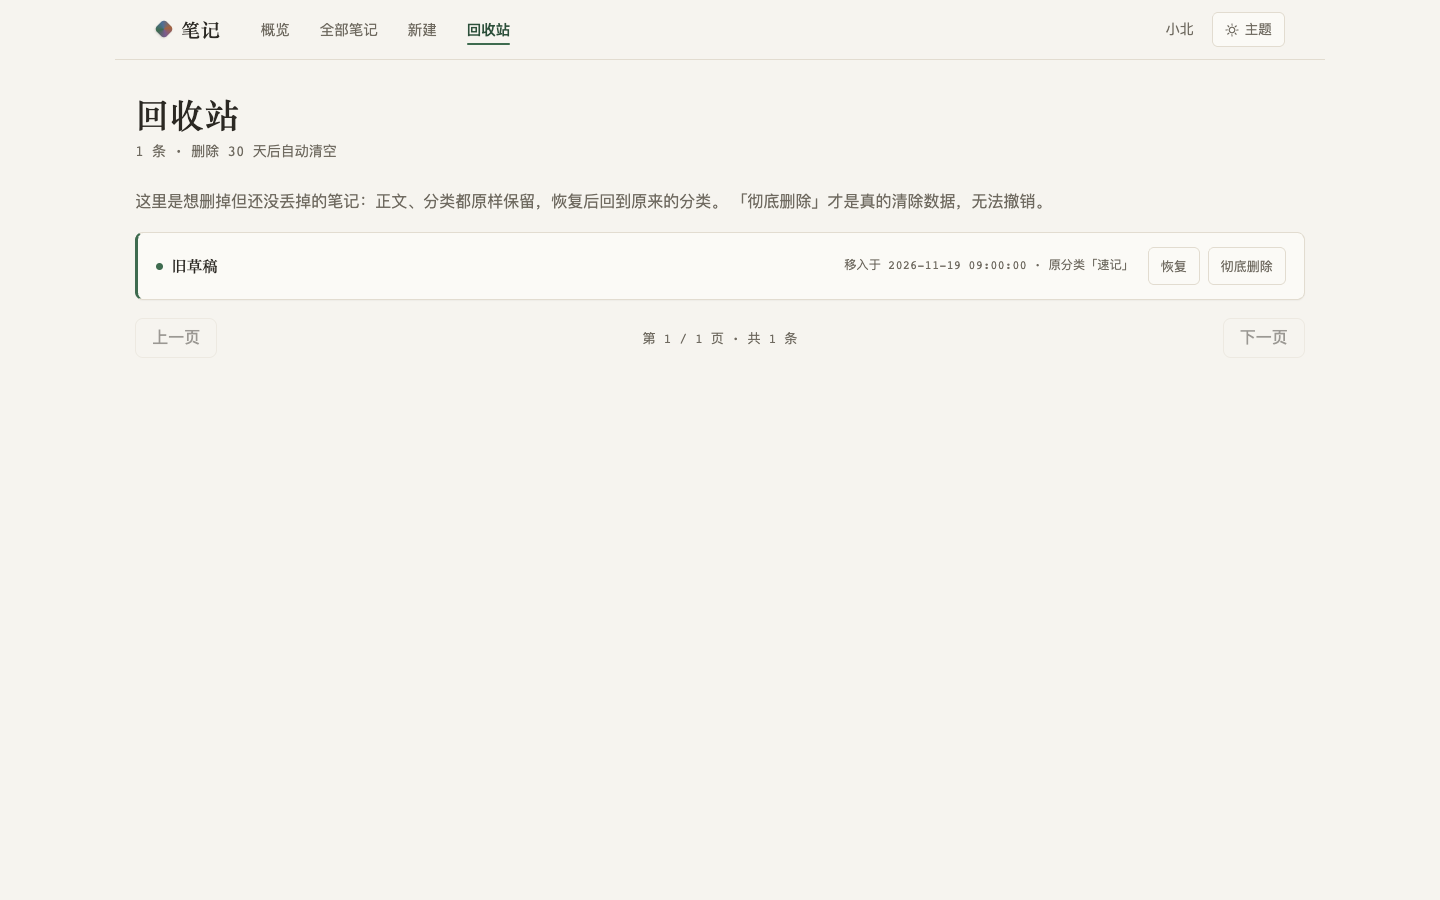 笔记 概览 全部笔记 新建 回收站 小北 主题
回收站
1 条 · 删除 30 天后自动清空
这里是想删掉但还没丢掉的笔记：正文、分类都原样保留，恢复后回到原来的分类。 「彻底删除」才是真的清除数据，无法撤销。
旧草稿 移入于 2026-11-19 09:00:00 · 原分类「速记」 恢复 彻底删除
上一页 第 1 / 1 页 · 共 1 条 下一页